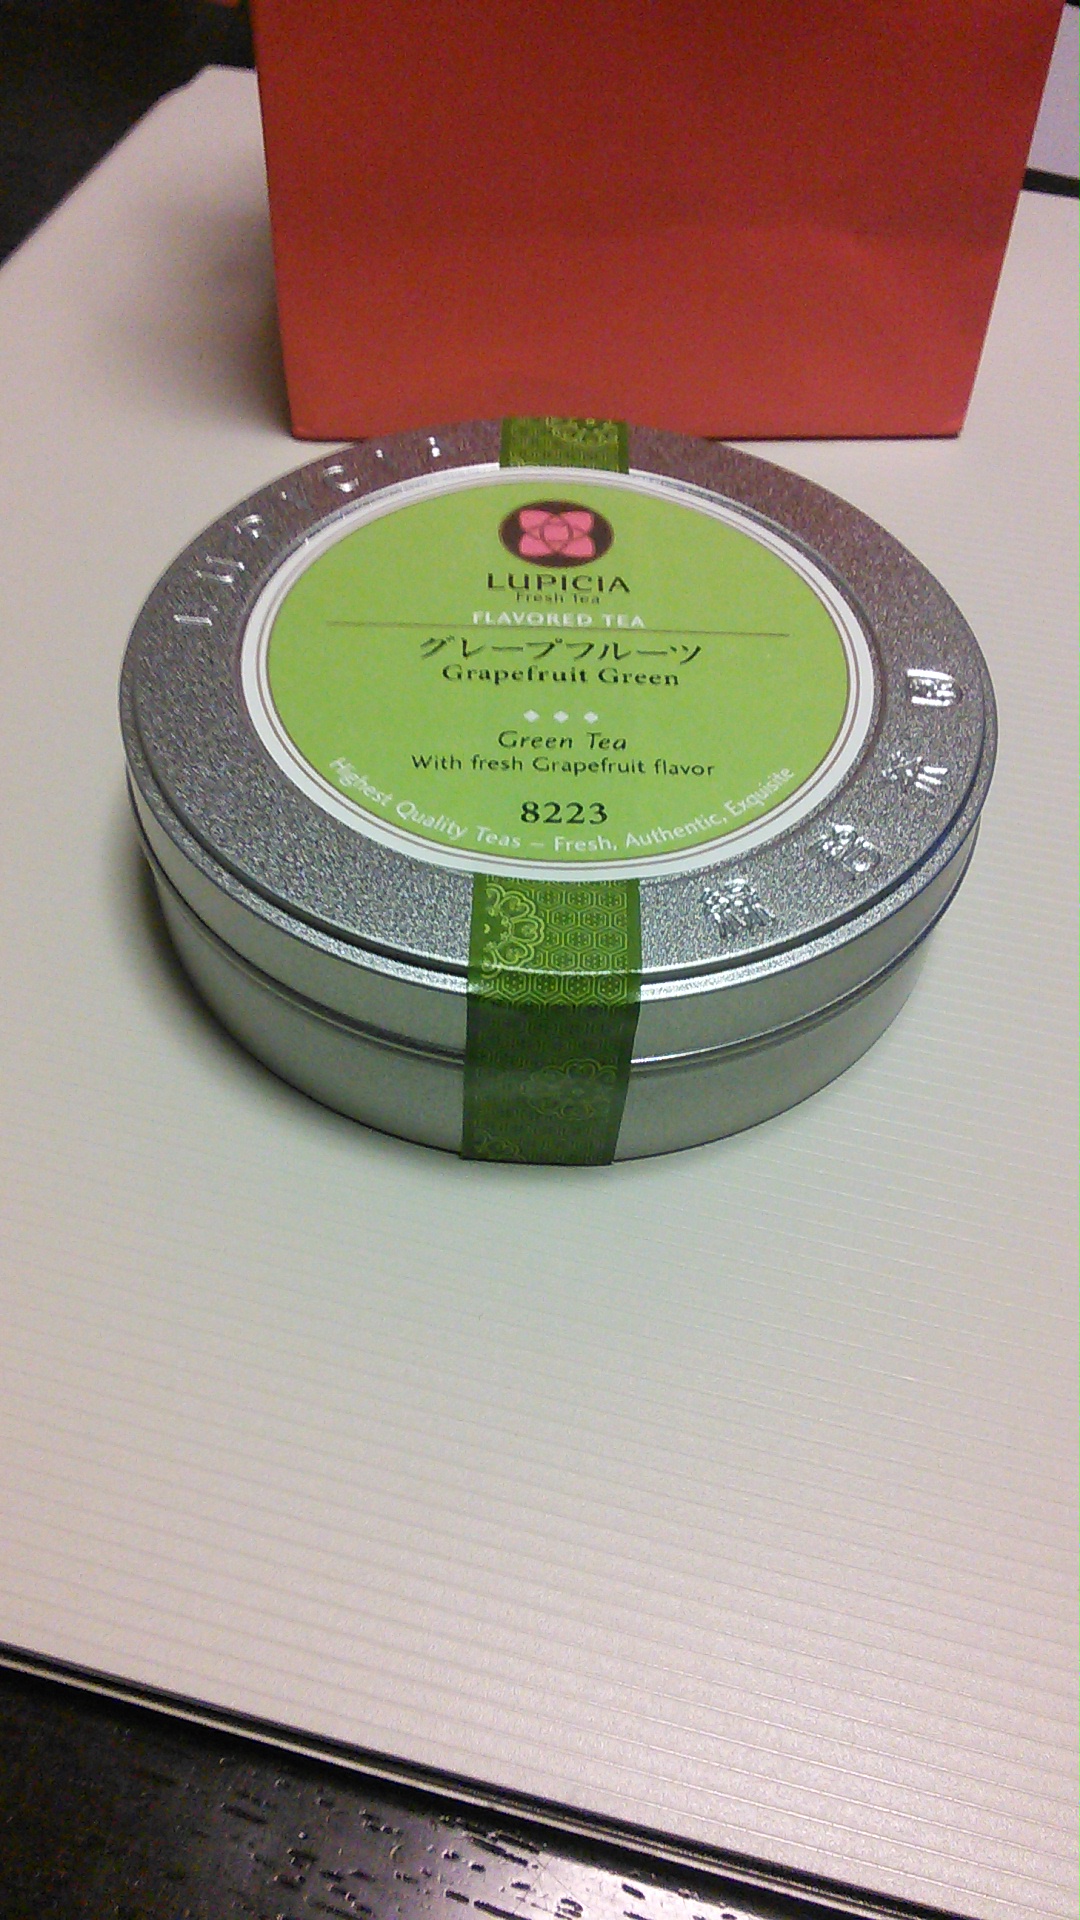 LUPICIA
LUPICIA
Fresh Tea
FLAVORED TEA
グレープフルーツ
Grapefruit Green
Green Tea
With fresh Grapefruit flavor
8223
Highest Quality Teas – Fresh, Authentic, Exquisite